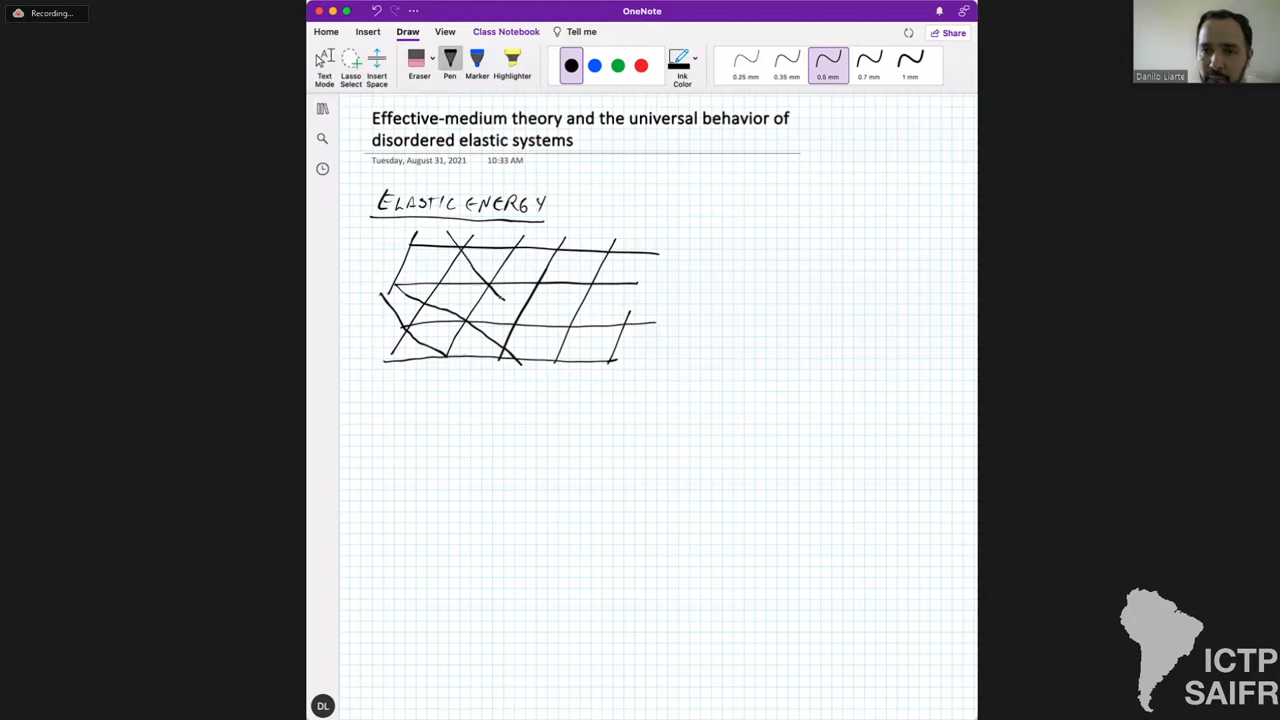 Recording...
OneNote
Home Insert Draw View Class Notebook Tell me
Share
Text Mode
Lasso Select
Insert Space
Eraser
Pen
Marker
Highlighter
Ink Color
0.25 mm
0.35 mm
0.5 mm
0.7 mm
1 mm
Danilo Liarte
Effective-medium theory and the universal behavior of
disordered elastic systems
Tuesday, August 31, 2021 10:33 AM
ELASTIC ENERGY
DL
ICTP
SAIFR